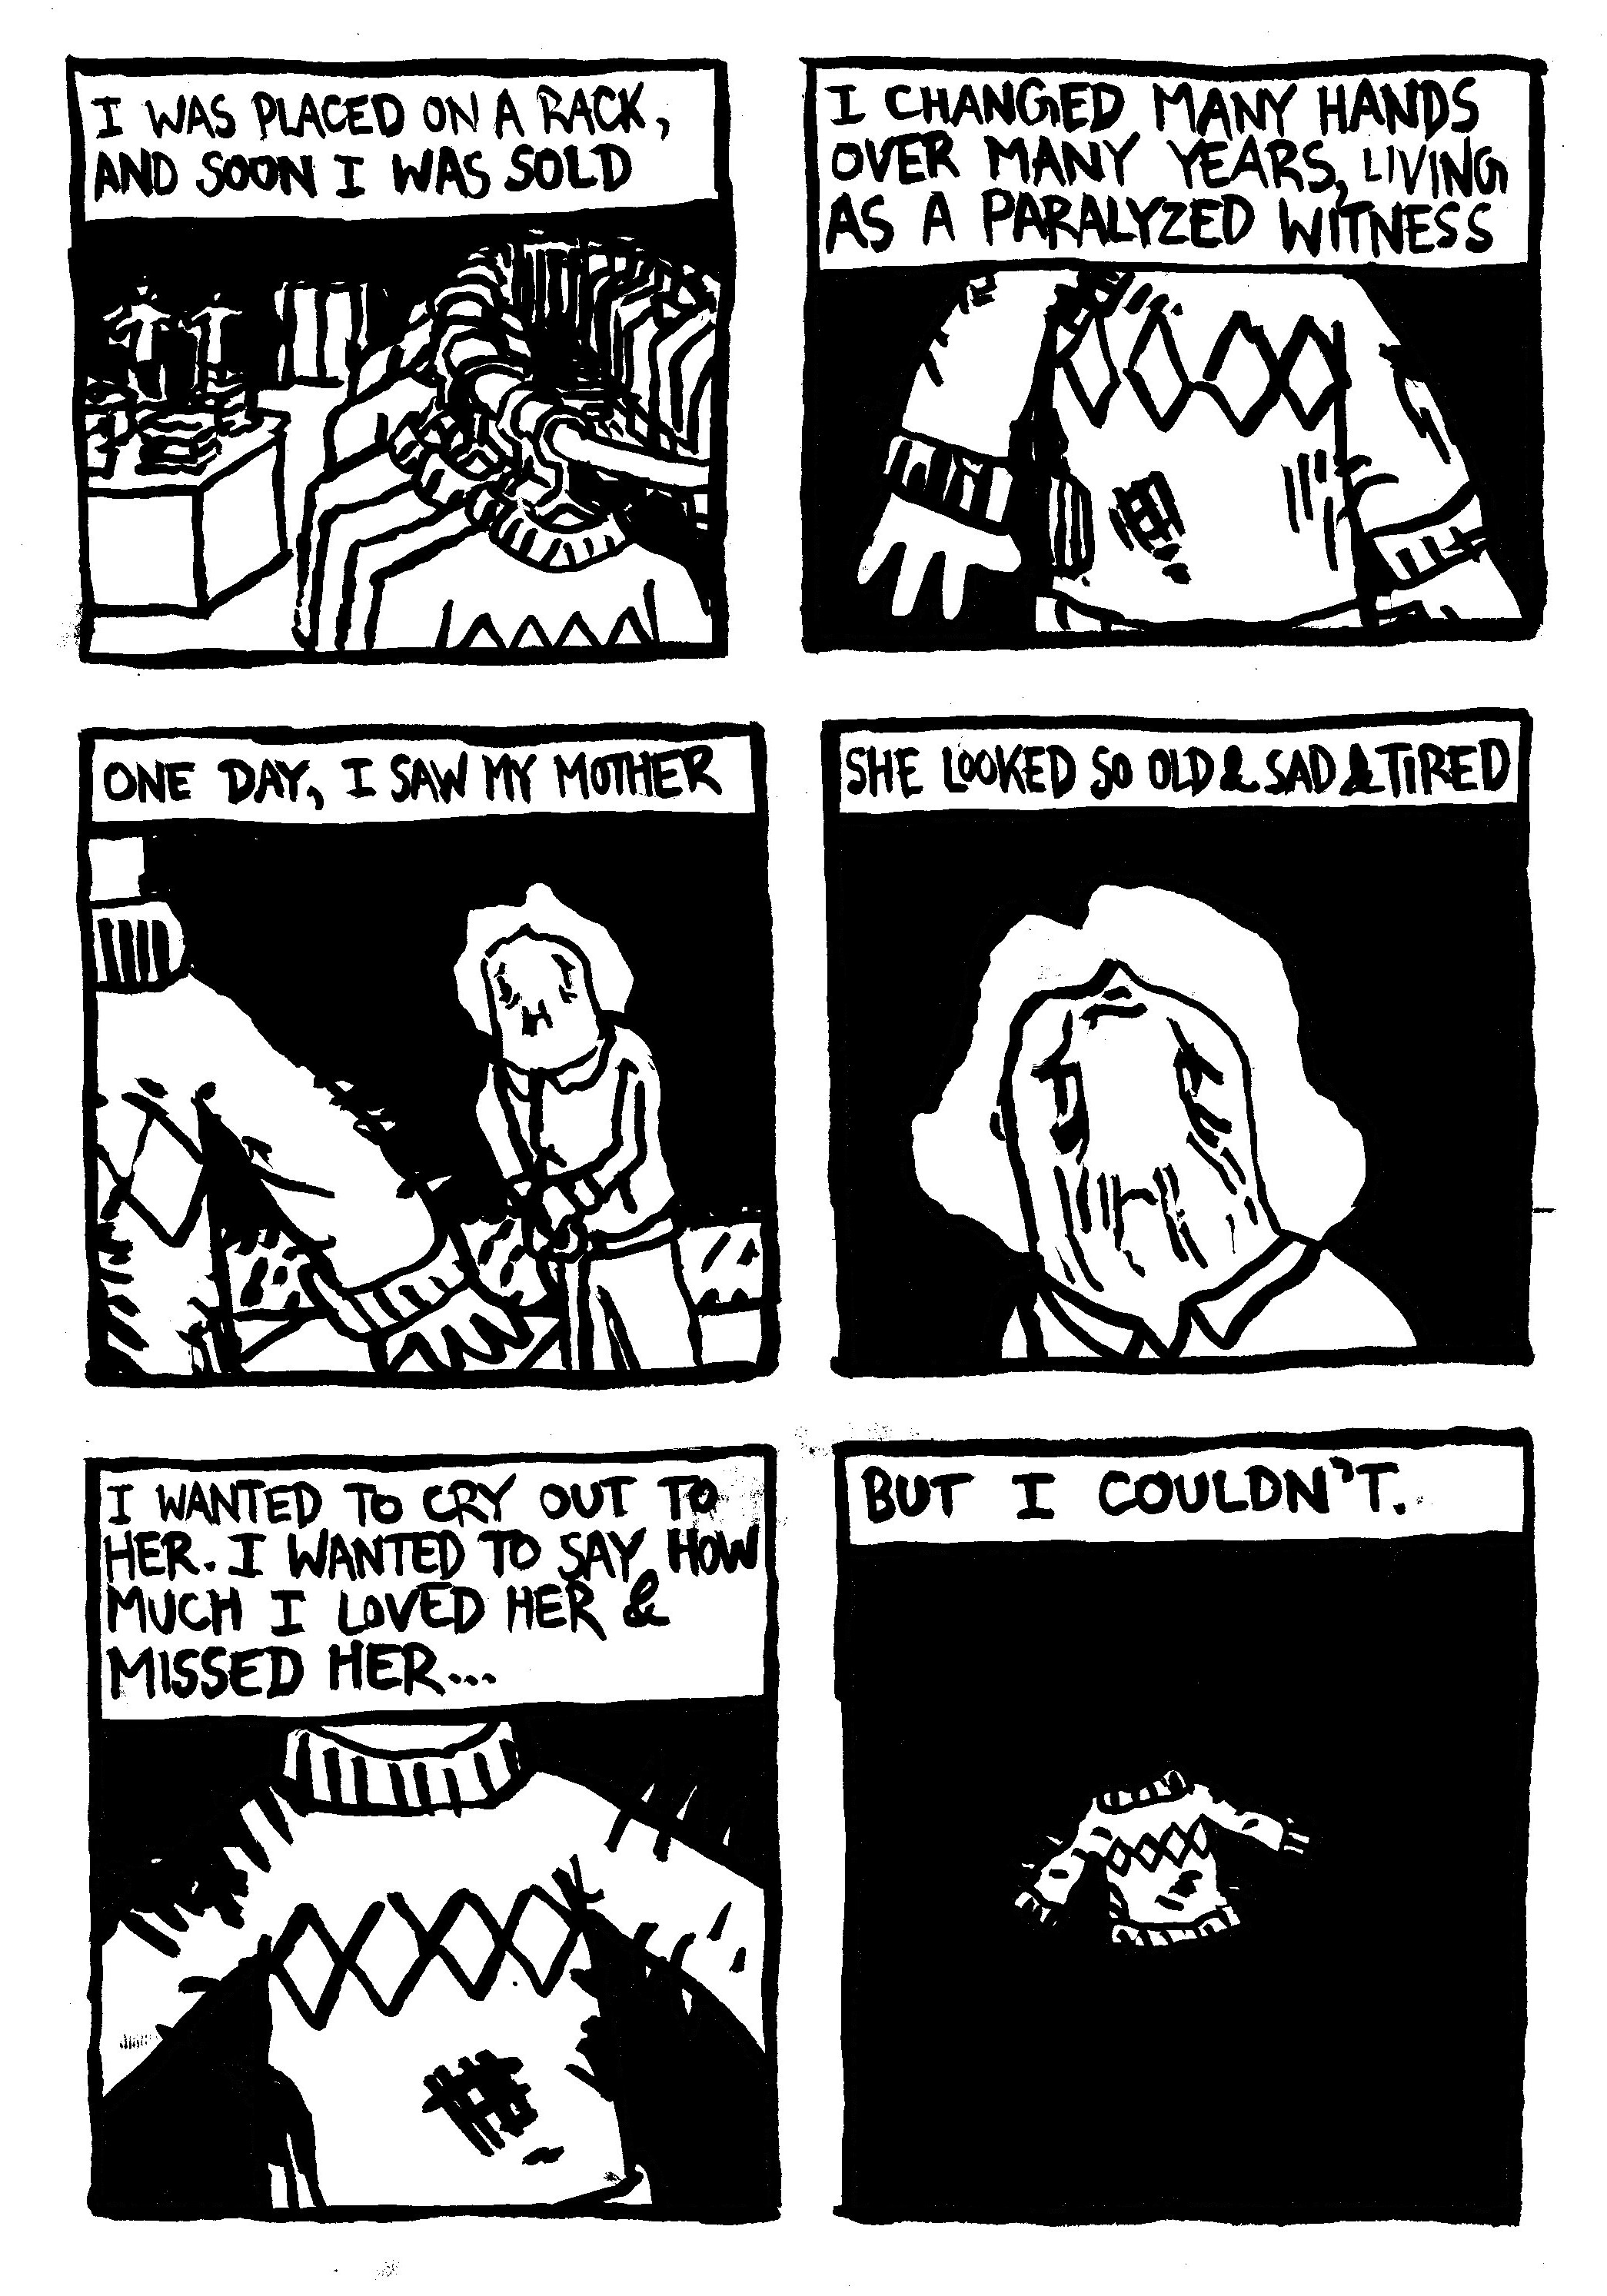 I WAS PLACED ON A RACK,
AND SOON I WAS SOLD
I CHANGED MANY HANDS
OVER MANY YEARS, LIVING
AS A PARALYZED WITNESS
ONE DAY, I SAW MY MOTHER
SHE LOOKED SO OLD & SAD & TIRED
I WANTED TO CRY OUT TO
HER. I WANTED TO SAY HOW
MUCH I LOVED HER &
MISSED HER...
BUT I COULDN'T.